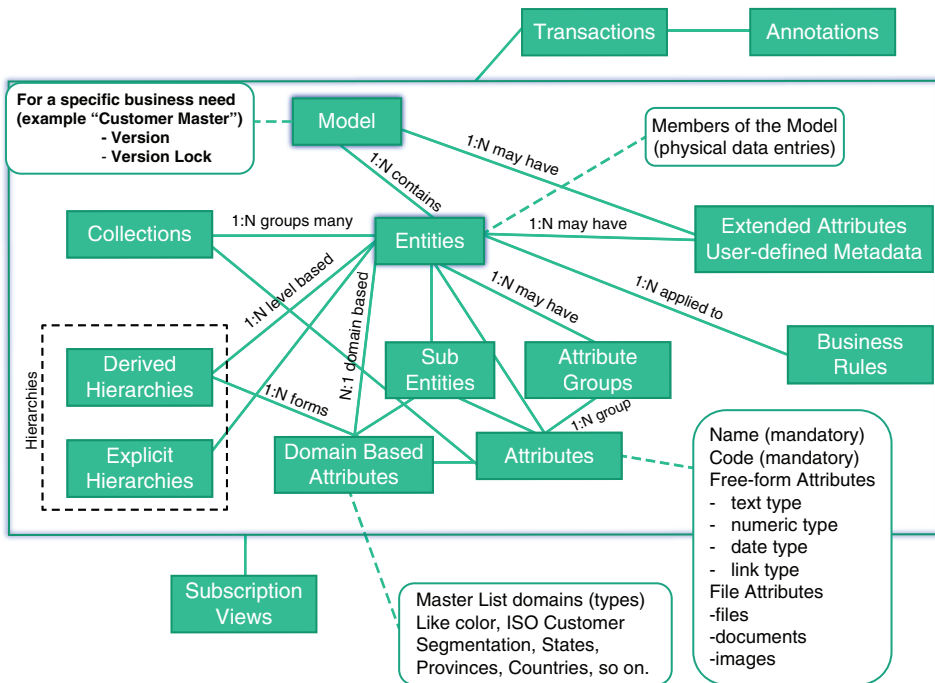 Transactions
Annotations
For a specific business need
(example “Customer Master”)
- Version
- Version Lock
Model
Members of the Model
(physical data entries)
1:N may have
1:N contains
Collections
1:N groups many
Entities
1:N may have
Extended Attributes
User-defined Metadata
1:N level based
N:1 domain based
1:N may have
1:N applied to
Hierarchies
Derived
Hierarchies
Sub
Entities
Attribute
Groups
Business
Rules
1:N forms
1:N group
Explicit
Hierarchies
Domain Based
Attributes
Attributes
Name (mandatory)
Code (mandatory)
Free-form Attributes
- text type
- numeric type
- date type
- link type
File Attributes
-files
-documents
-images
Subscription
Views
Master List domains (types)
Like color, ISO Customer
Segmentation, States,
Provinces, Countries, so on.